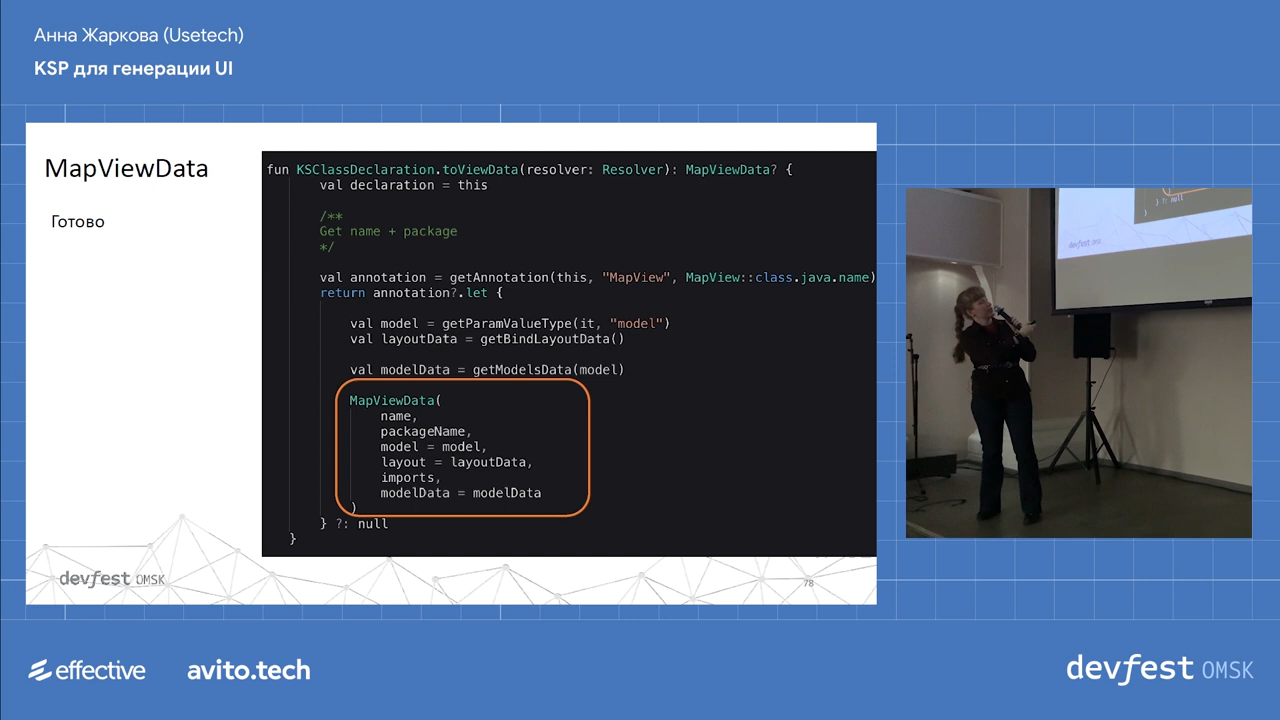 Анна Жаркова (Usetech)
KSP для генерации UI
MapViewData
Готово
fun KSClassDeclaration.toViewData(resolver: Resolver): MapViewData? {
val declaration = this
/**
Get name + package
*/
val annotation = getAnnotation(this, "MapView", MapView::class.java.name)
return annotation?.let {
val model = getParamValueType(it, "model")
val layoutData = getBindLayoutData()
val modelData = getModelsData(model)
MapViewData(
name,
packageName,
model = model,
layout = layoutData,
imports,
modelData = modelData
)
} ?: null
}
devfest OMSK
78
) ?: null
}
devfest OMSK
effective
avito.tech
devfest OMSK